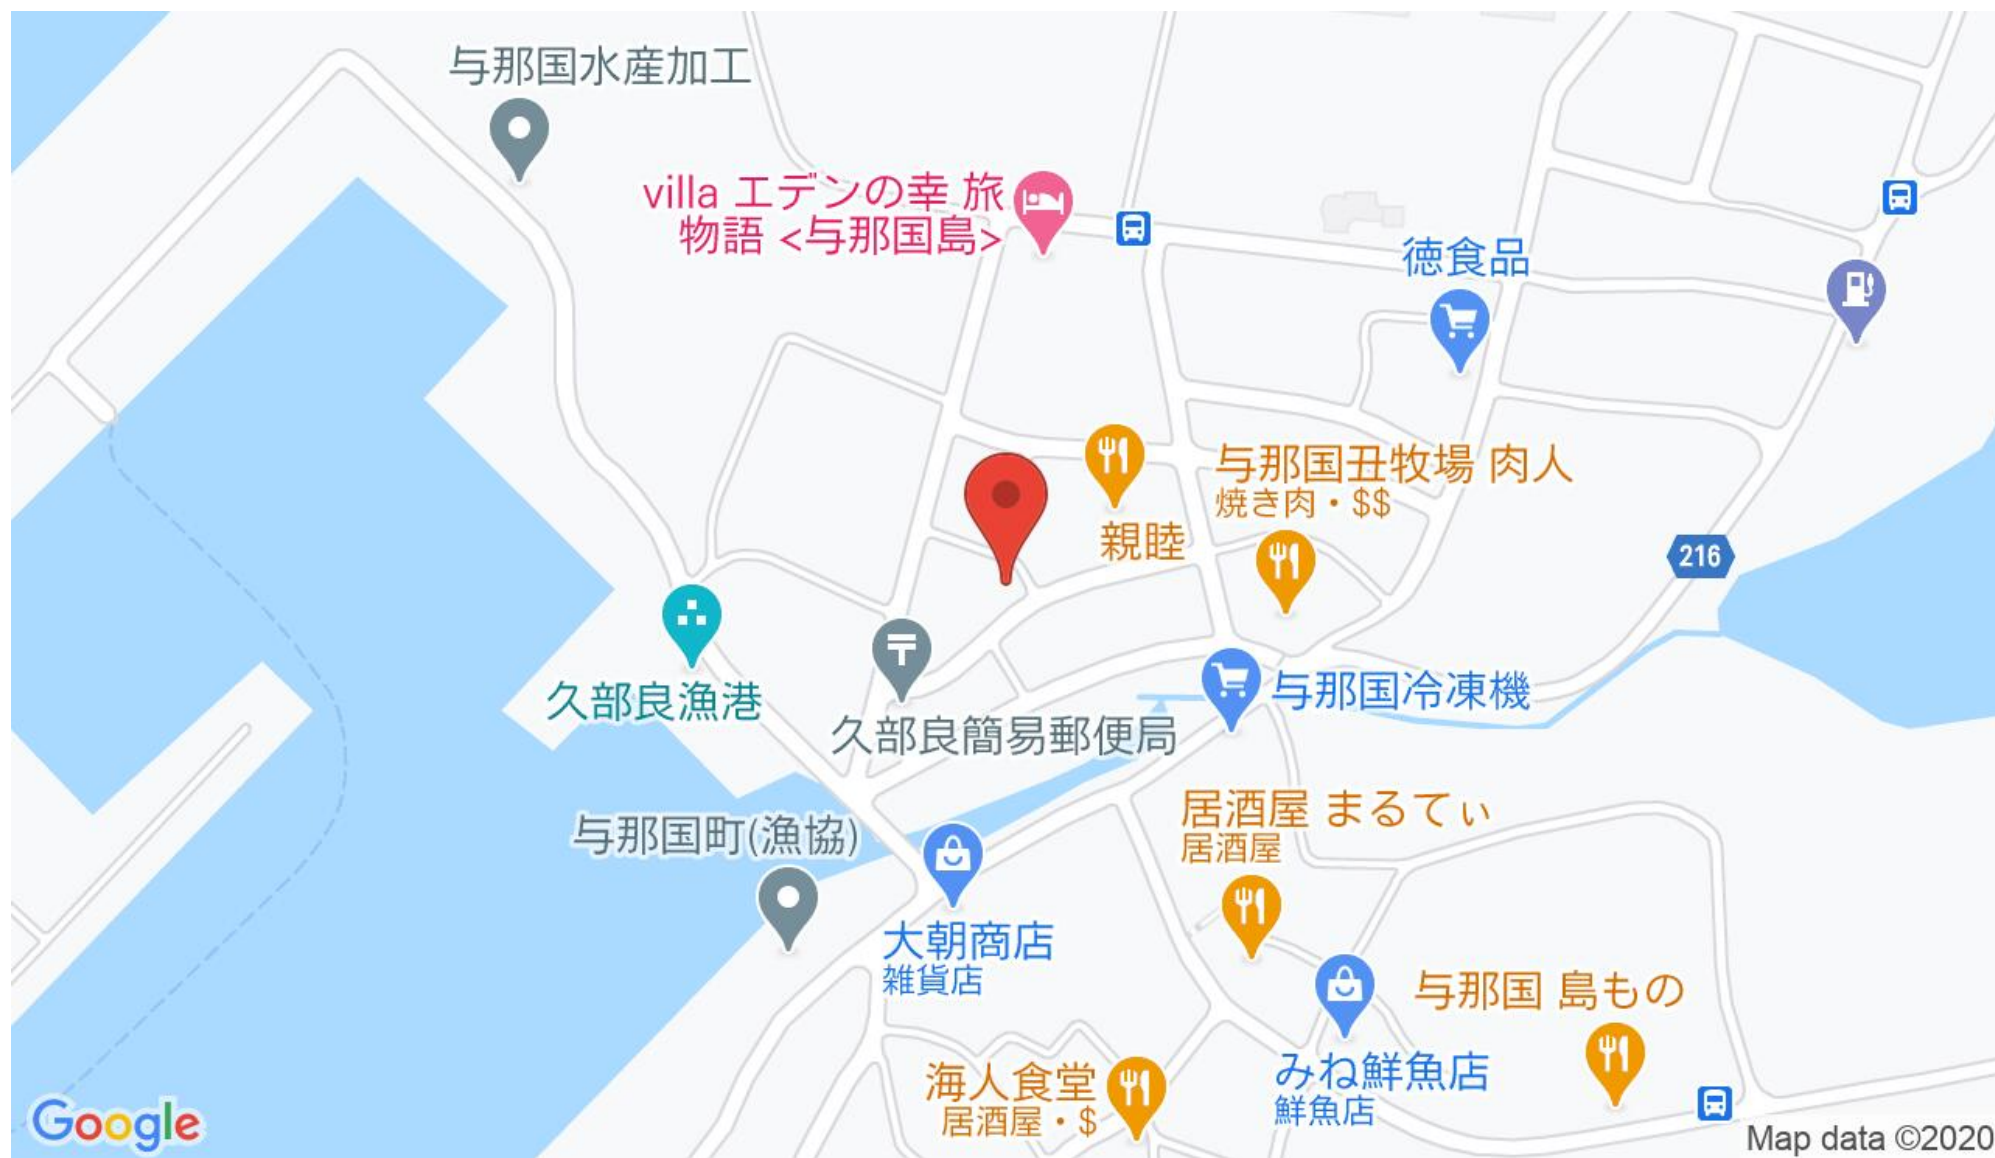 与那国水産加工
villa エデンの幸 旅
物語 <与那国島>
徳食品
与那国丑牧場 肉人
焼き肉・$$
親睦
216
久部良漁港
与那国冷凍機
久部良簡易郵便局
居酒屋 まるてぃ
居酒屋
与那国町(漁協)
大朝商店
雑貨店
与那国 島もの
海人食堂
居酒屋・$
みね鮮魚店
鮮魚店
Google
Map data ©2020